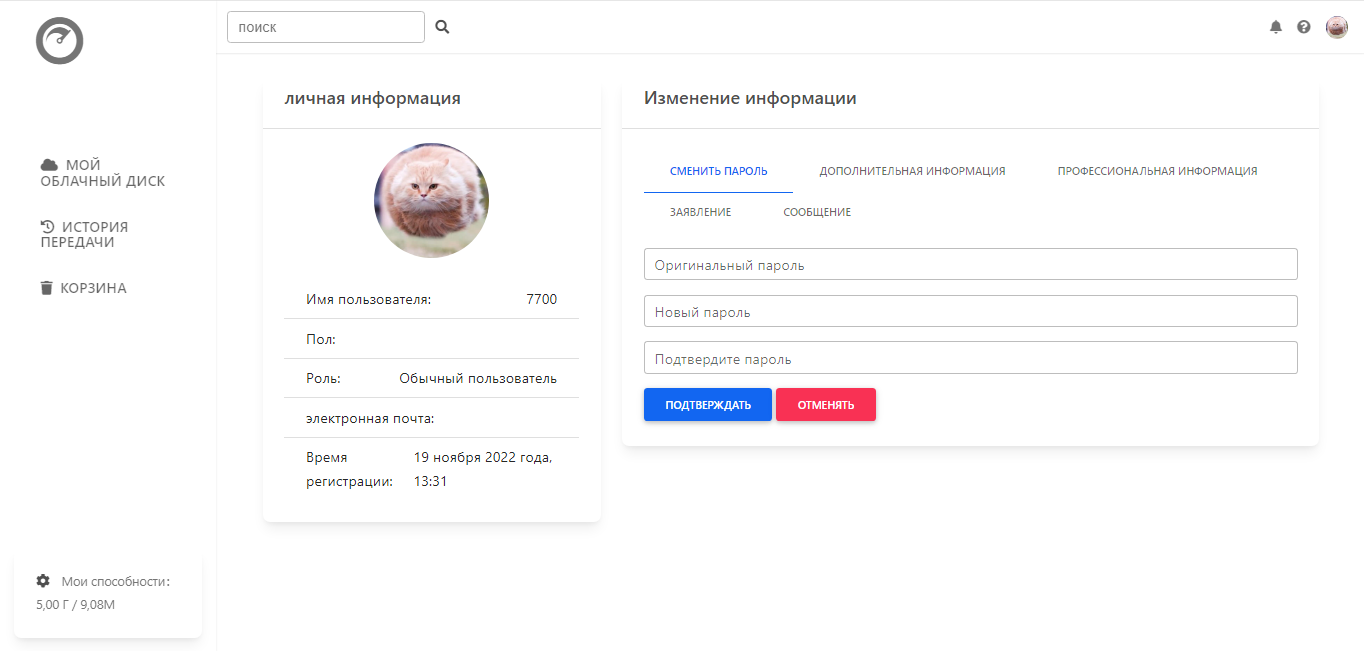 поиск
МОЙ
ОБЛАЧНЫЙ ДИСК
ИСТОРИЯ
ПЕРЕДАЧИ
КОРЗИНА
Мои способности:
5,00 Г / 9,08М
личная информация
Имя пользователя: 7700
Пол:
Роль: Обычный пользователь
электронная почта:
Время 19 ноября 2022 года,
регистрации: 13:31
Изменение информации
СМЕНИТЬ ПАРОЛЬ ДОПОЛНИТЕЛЬНАЯ ИНФОРМАЦИЯ ПРОФЕССИОНАЛЬНАЯ ИНФОРМАЦИЯ
ЗАЯВЛЕНИЕ СООБЩЕНИЕ
Оригинальный пароль
Новый пароль
Подтвердите пароль
ПОДТВЕРЖДАТЬ ОТМЕНЯТЬ